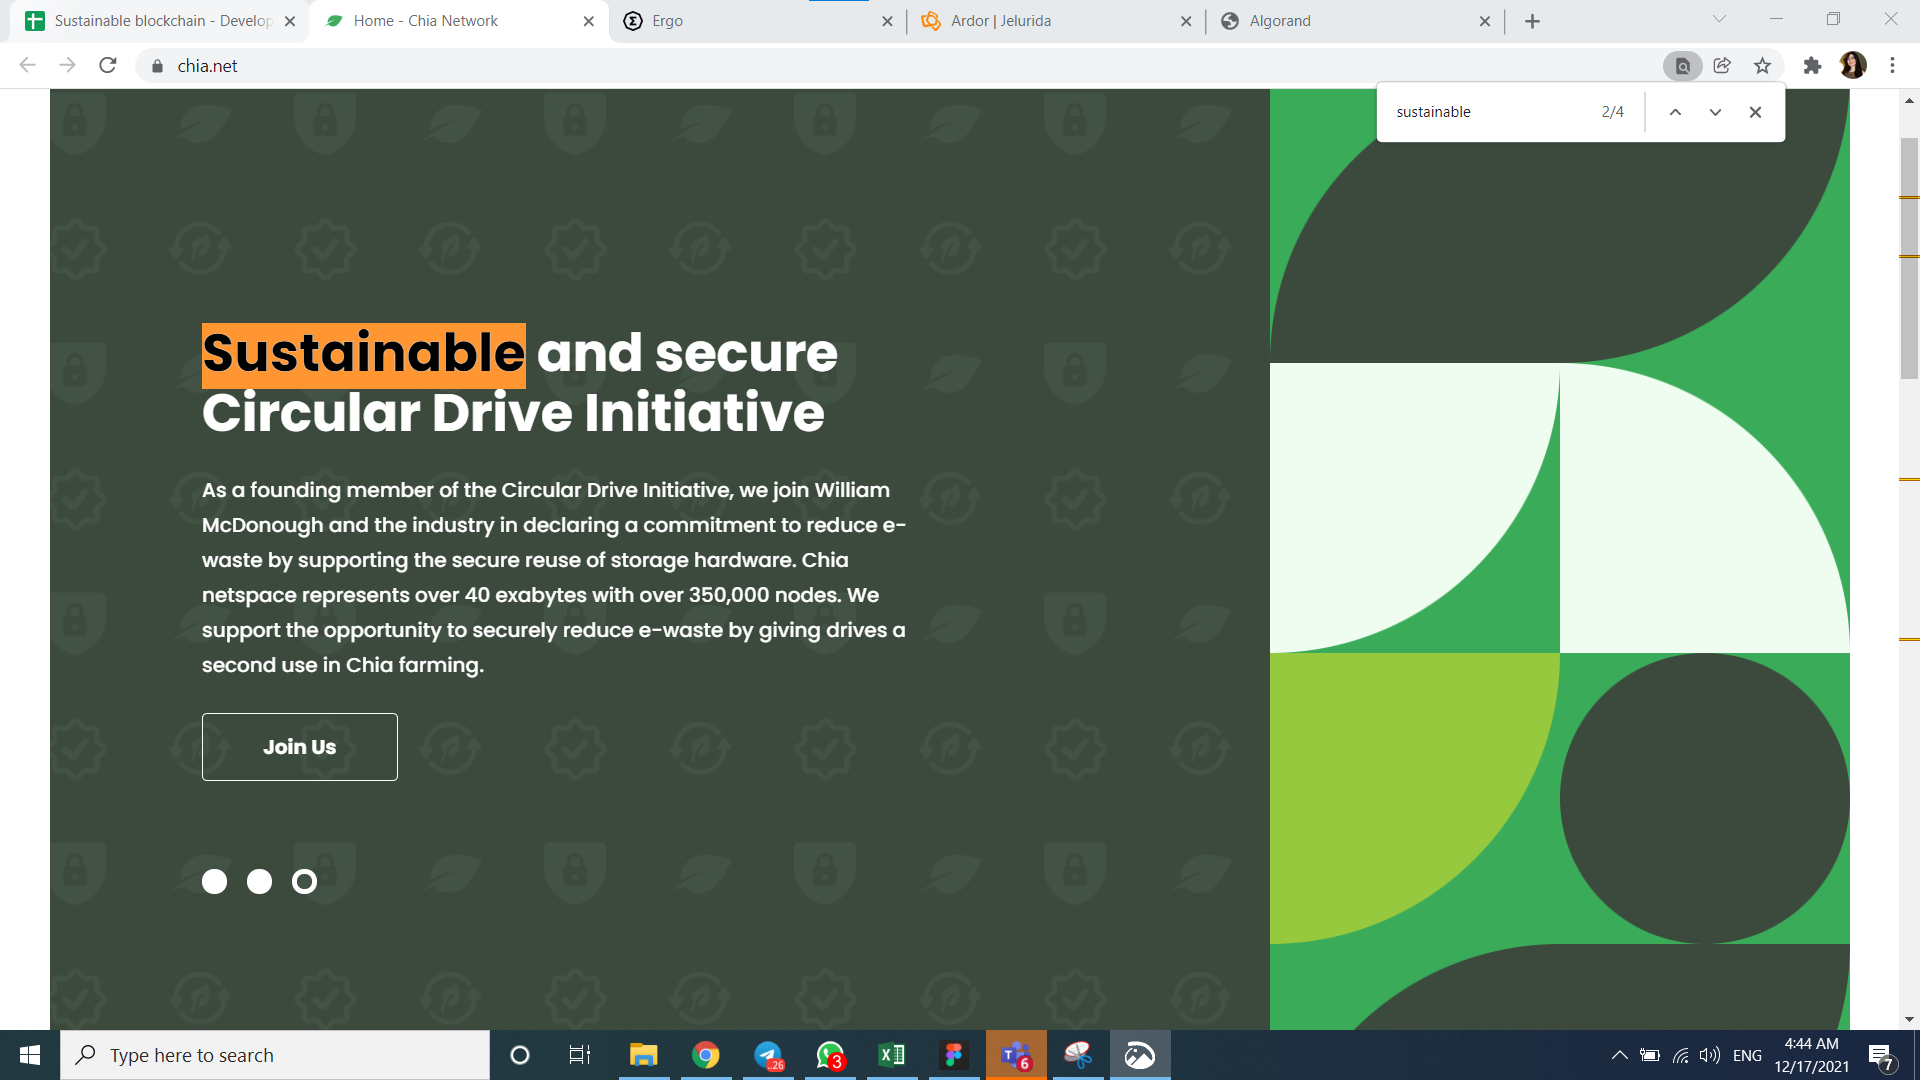 Sustainable blockchain - Develop
Home - Chia Network
Ergo
Ardor | Jelurida
Algorand
chia.net
sustainable
2/4
Sustainable and secure
Circular Drive Initiative
As a founding member of the Circular Drive Initiative, we join William
McDonough and the industry in declaring a commitment to reduce e-
waste by supporting the secure reuse of storage hardware. Chia
netspace represents over 40 exabytes with over 350,000 nodes. We
support the opportunity to securely reduce e-waste by giving drives a
second use in Chia farming.
Join Us
Type here to search
..26
3
6
ENG
4:44 AM
12/17/2021
7